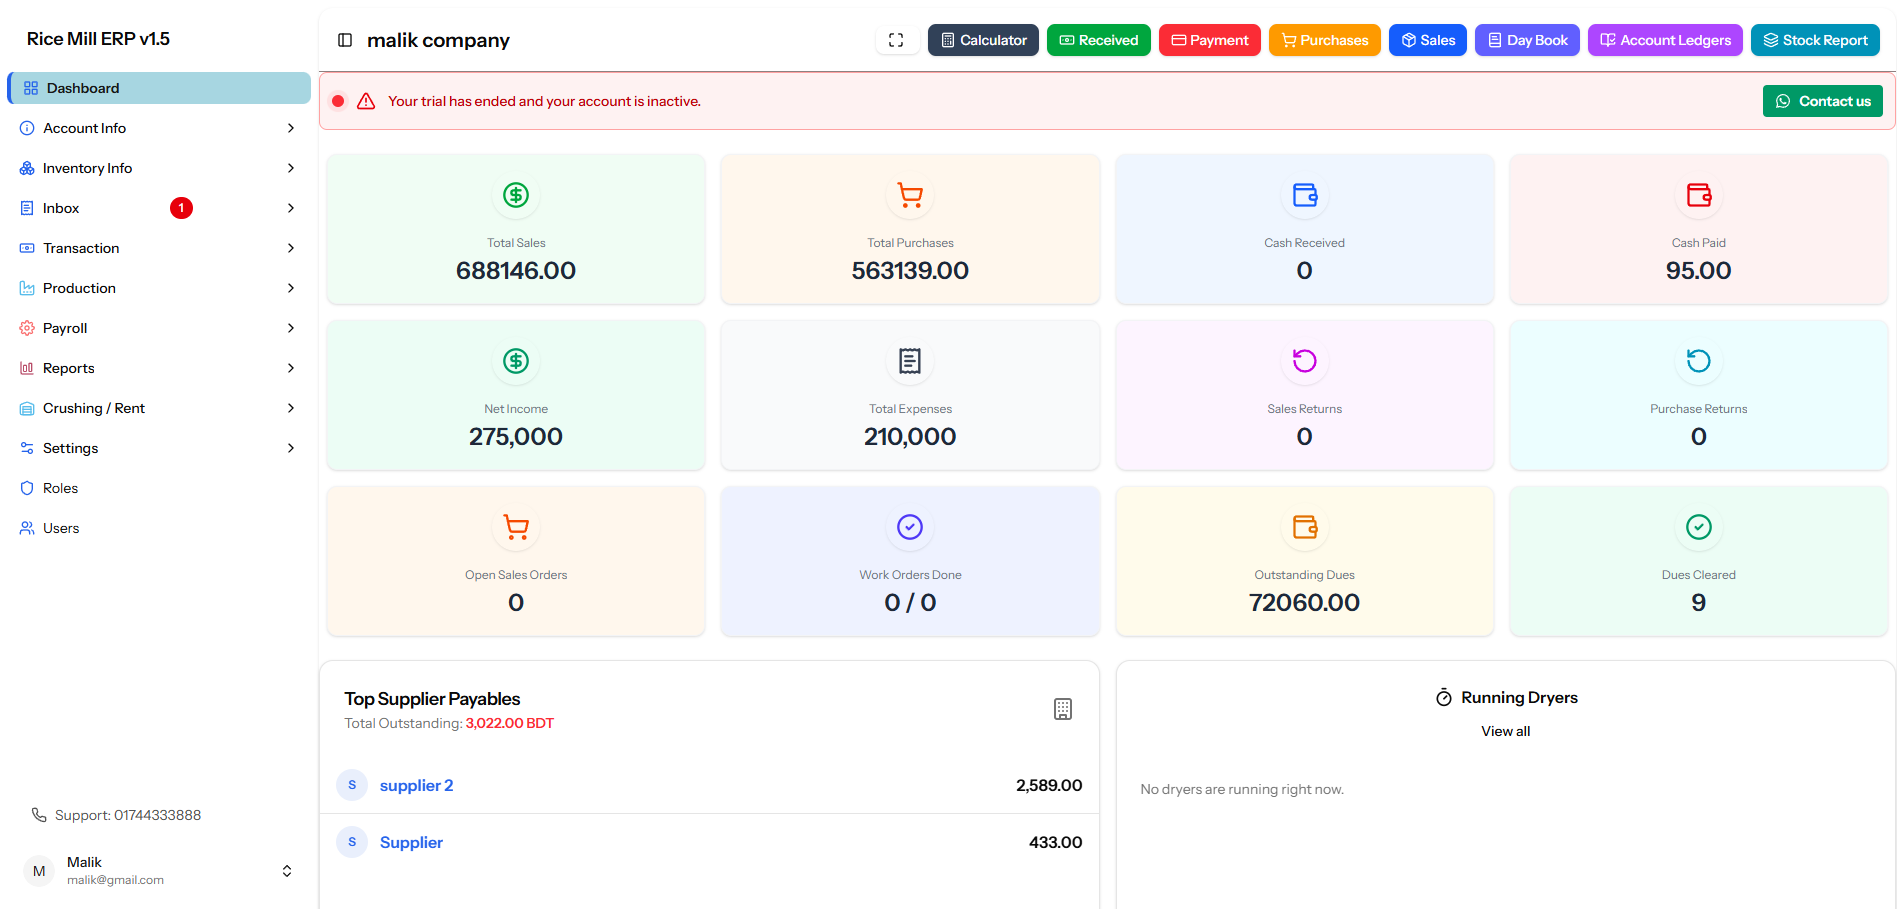 Rice Mill ERP v1.5
Dashboard
Account Info
Inventory Info
Inbox 1
Transaction
Production
Payroll
Reports
Crushing / Rent
Settings
Roles
Users
Support: 01744333888
M
Malik
malik@gmail.com
malik company
Calculator
Received
Payment
Purchases
Sales
Day Book
Account Ledgers
Stock Report
Your trial has ended and your account is inactive.
Contact us
Total Sales
688146.00
Total Purchases
563139.00
Cash Received
0
Cash Paid
95.00
Net Income
275,000
Total Expenses
210,000
Sales Returns
0
Purchase Returns
0
Open Sales Orders
0
Work Orders Done
0 / 0
Outstanding Dues
72060.00
Dues Cleared
9
Top Supplier Payables
Total Outstanding: 3,022.00 BDT
S supplier 2 2,589.00
S Supplier 433.00
Running Dryers
View all
No dryers are running right now.